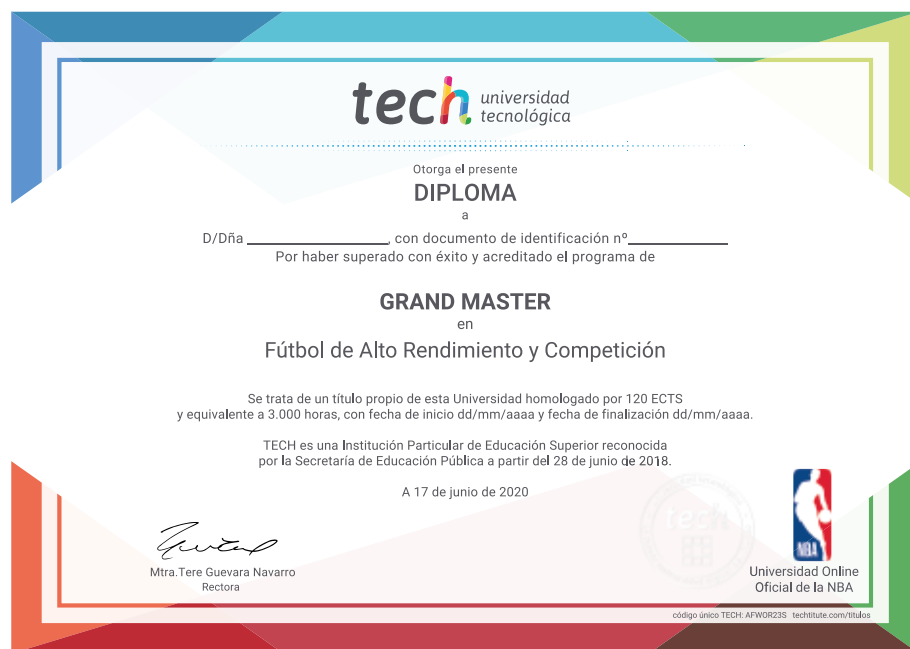 tech universidad
tecnológica
Otorga el presente
DIPLOMA
a
D/Dña ________________, con documento de identificación nº____________
Por haber superado con éxito y acreditado el programa de
GRAND MASTER
en
Fútbol de Alto Rendimiento y Competición
Se trata de un título propio de esta Universidad homologado por 120 ECTS
y equivalente a 3.000 horas, con fecha de inicio dd/mm/aaaa y fecha de finalización dd/mm/aaaa.
TECH es una Institución Particular de Educación Superior reconocida
por la Secretaría de Educación Pública a partir del 28 de junio de 2018.
A 17 de junio de 2020
tech
NBA
Mtra.Tere Guevara Navarro
Rectora
Universidad Online
Oficial de la NBA
código único TECH: AFWOR23S techtitute.com/titulos